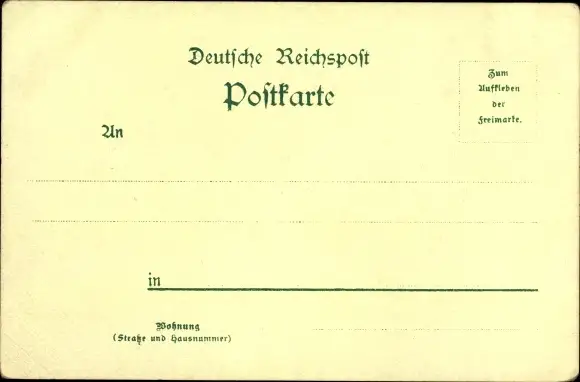 Deutſche Reichspoſt
Poſtkarte
Zum
Aufkleben
der
Freimarke.
An
in
Wohnung
(Straße und Hausnummer)